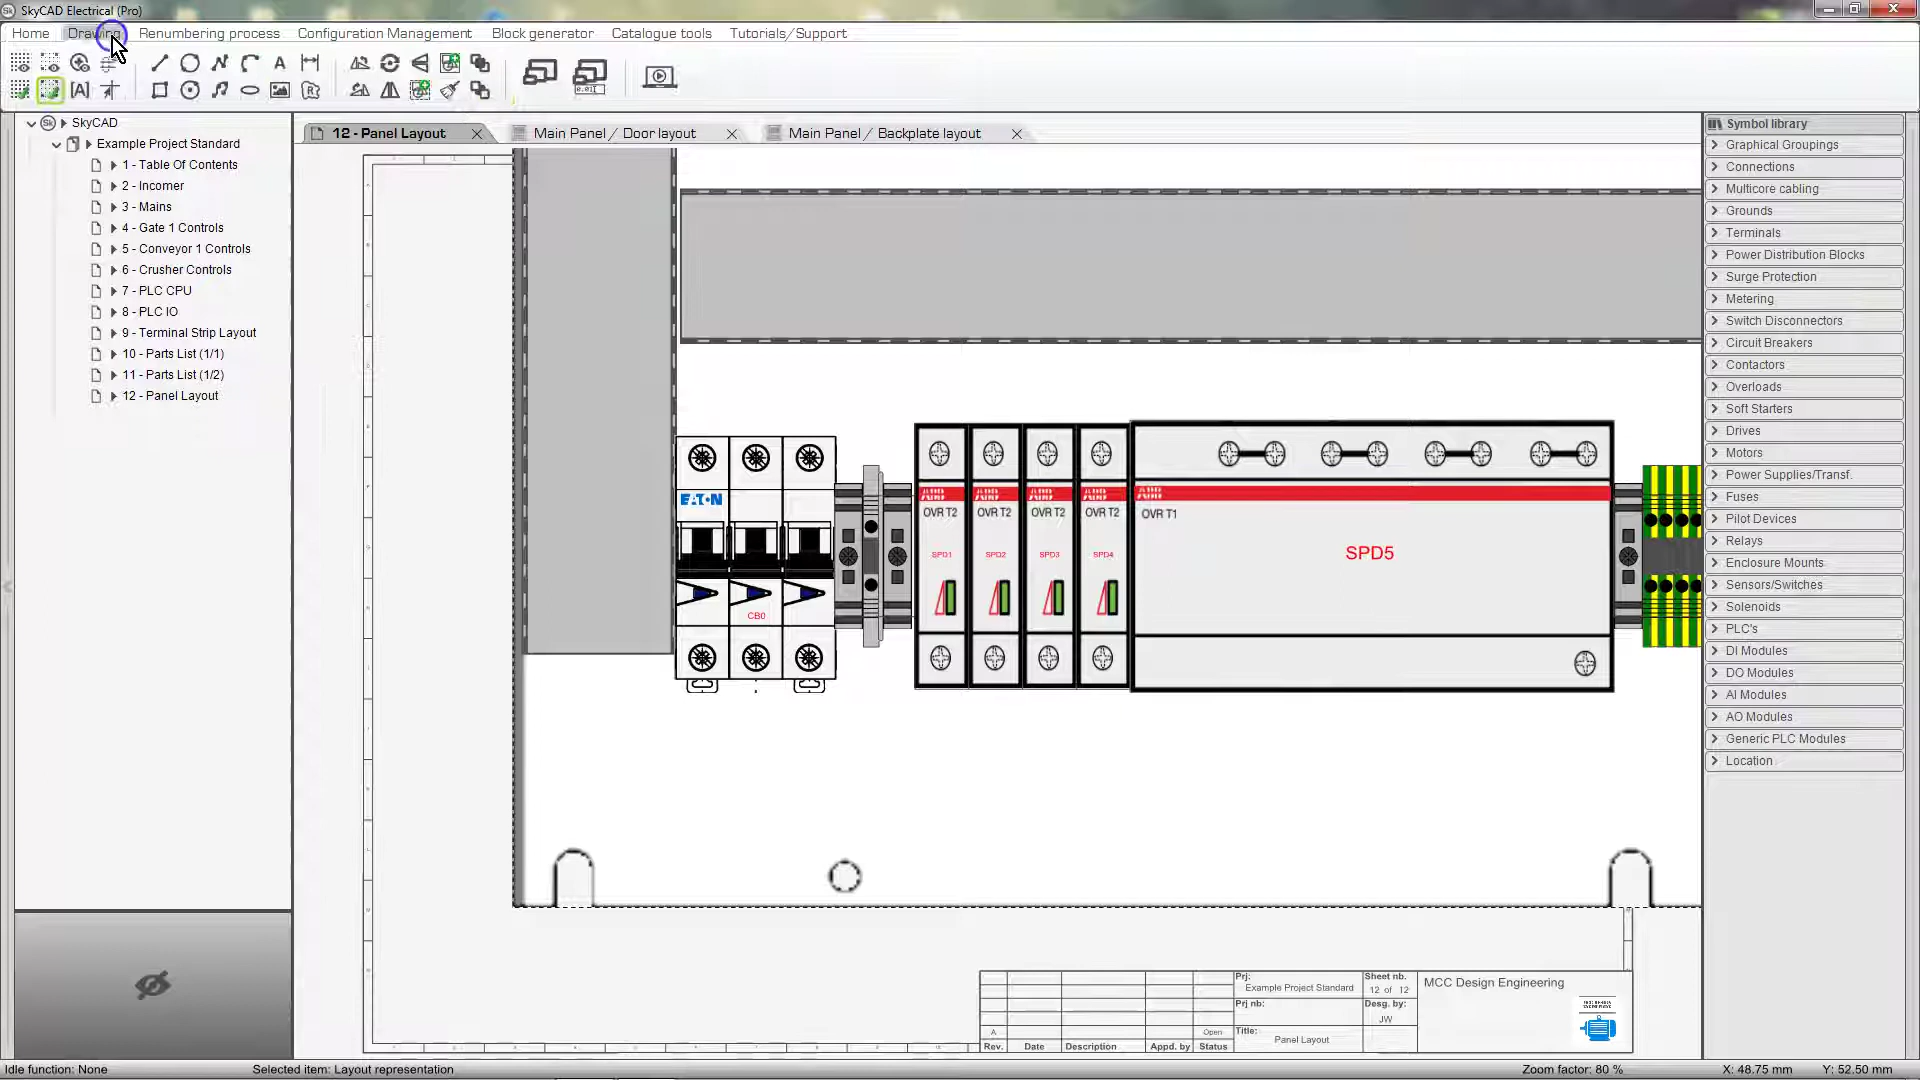 SkyCAD Electrical (Pro)
Home Drawing Renumbering process Configuration Management Block generator Catalogue tools Tutorials/Support
SkyCAD
Example Project Standard
1 - Table Of Contents
2 - Incomer
3 - Mains
4 - Gate 1 Controls
5 - Conveyor 1 Controls
6 - Crusher Controls
7 - PLC CPU
8 - PLC IO
9 - Terminal Strip Layout
10 - Parts List (1/1)
11 - Parts List (1/2)
12 - Panel Layout
12 - Panel Layout
Main Panel / Door layout
Main Panel / Backplate layout
EATON
CB0
ABB ABB ABB ABB ABB
OVR T2 OVR T2 OVR T2 OVR T2 OVR T1
SPD1 SPD2 SPD3 SPD4 SPD5
Prj:
Example Project Standard
Prj nb:
Title:
Panel Layout
Sheet nb.
12 of 12
Desg. by:
JW
MCC Design Engineering
A Open
Rev. Date Description Appd. by Status
Symbol library
Graphical Groupings
Connections
Multicore cabling
Grounds
Terminals
Power Distribution Blocks
Surge Protection
Metering
Switch Disconnectors
Circuit Breakers
Contactors
Overloads
Soft Starters
Drives
Motors
Power Supplies/Transf.
Fuses
Pilot Devices
Relays
Enclosure Mounts
Sensors/Switches
Solenoids
PLC's
DI Modules
DO Modules
AI Modules
AO Modules
Generic PLC Modules
Location
Idle function: None
Selected item: Layout representation
Zoom factor: 80 %
X: 48.75 mm
Y: 52.50 mm